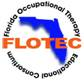 Florida Occupational Therapy
FLOTEC
Educational Consortium